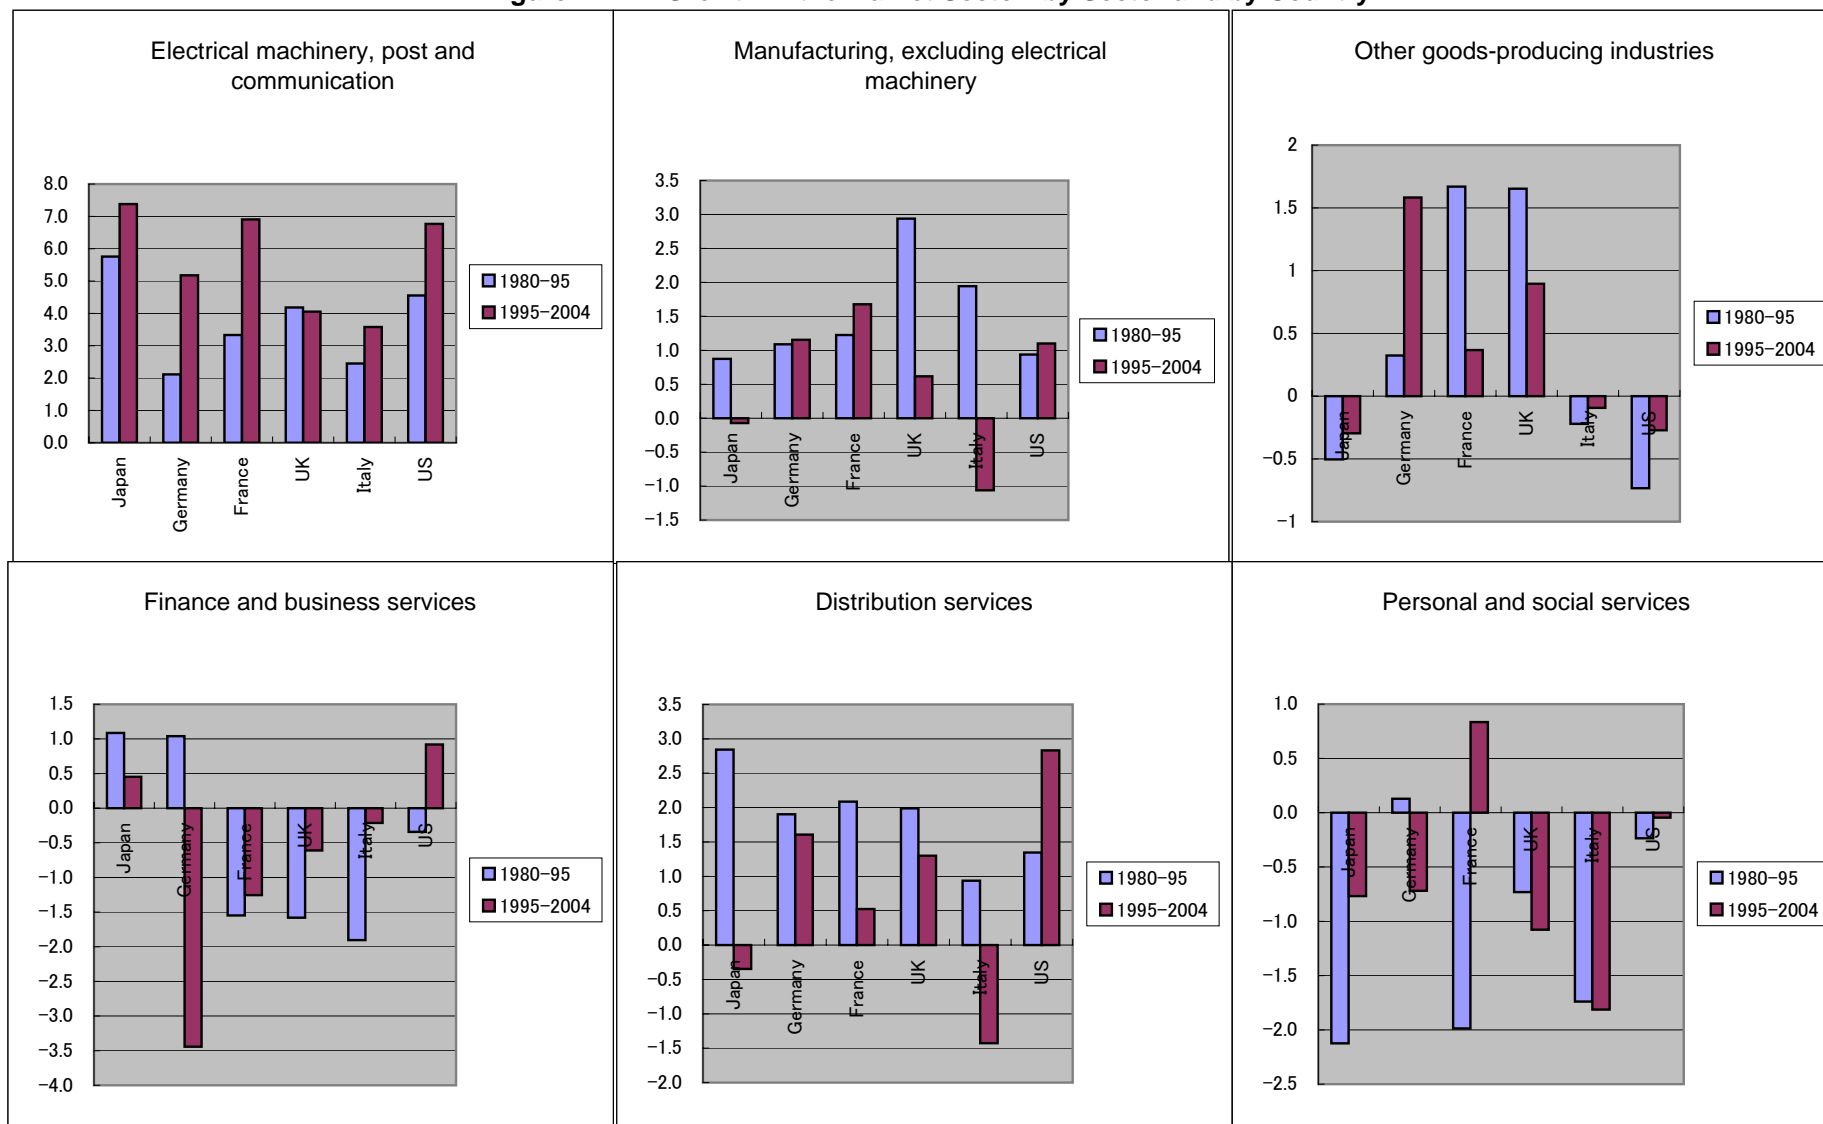 Electrical machinery, post and
communication
8.0
7.0
6.0
5.0
4.0
3.0
2.0
1.0
0.0
Japan
Germany
France
UK
Italy
US
1980-95
1995-2004
Manufacturing, excluding electrical
machinery
3.5
3.0
2.5
2.0
1.5
1.0
0.5
0.0
-0.5
-1.0
-1.5
Japan
Germany
France
UK
Italy
US
1980-95
1995-2004
Other goods-producing industries
2
1.5
1
0.5
0
-0.5
-1
Japan
Germany
France
UK
Italy
US
1980-95
1995-2004
Finance and business services
1.5
1.0
0.5
0.0
-0.5
-1.0
-1.5
-2.0
-2.5
-3.0
-3.5
-4.0
Japan
Germany
France
UK
Italy
US
1980-95
1995-2004
Distribution services
3.5
3.0
2.5
2.0
1.5
1.0
0.5
0.0
-0.5
-1.0
-1.5
-2.0
Japan
Germany
France
UK
Italy
US
1980-95
1995-2004
Personal and social services
1.0
0.5
0.0
-0.5
-1.0
-1.5
-2.0
-2.5
Japan
Germany
France
UK
Italy
US
1980-95
1995-2004